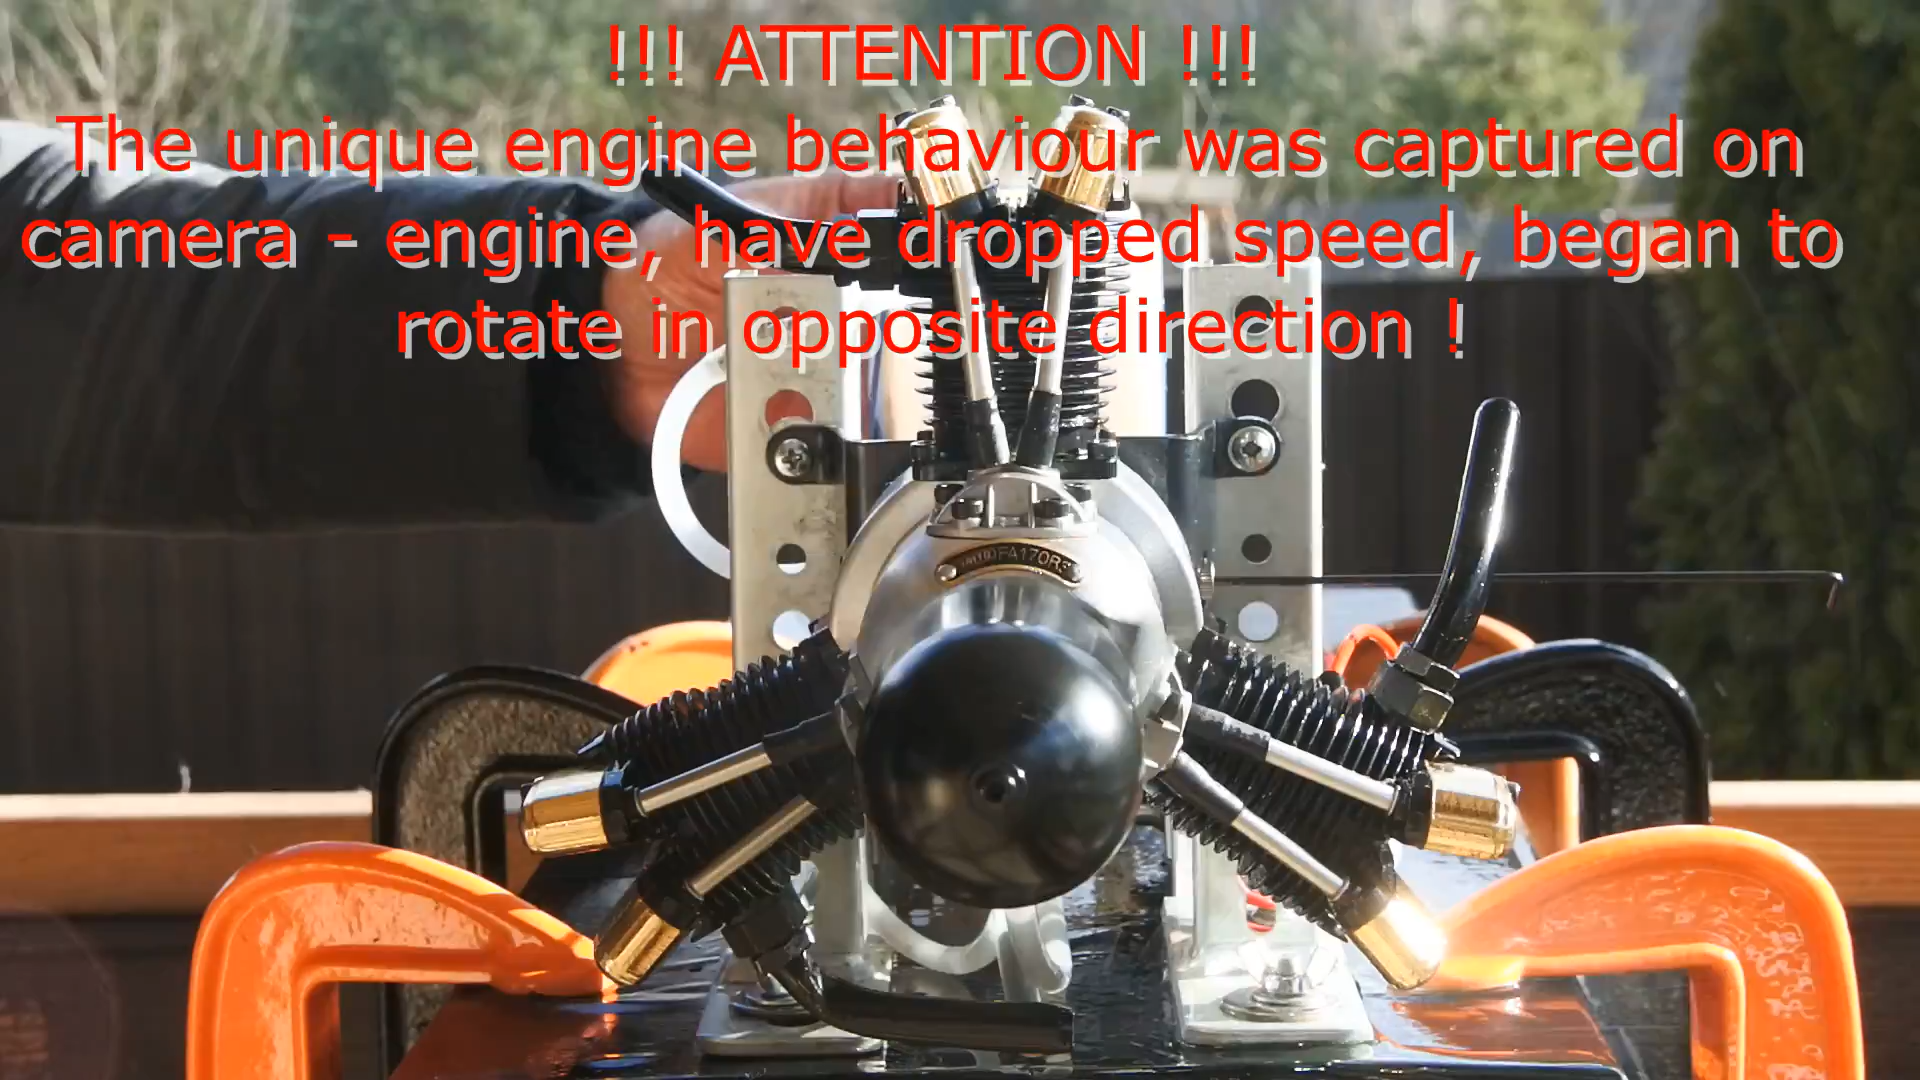 !!! ATTENTION !!!
The unique engine behaviour was captured on
camera - engine, have dropped speed, began to
rotate in opposite direction !
FA170R3